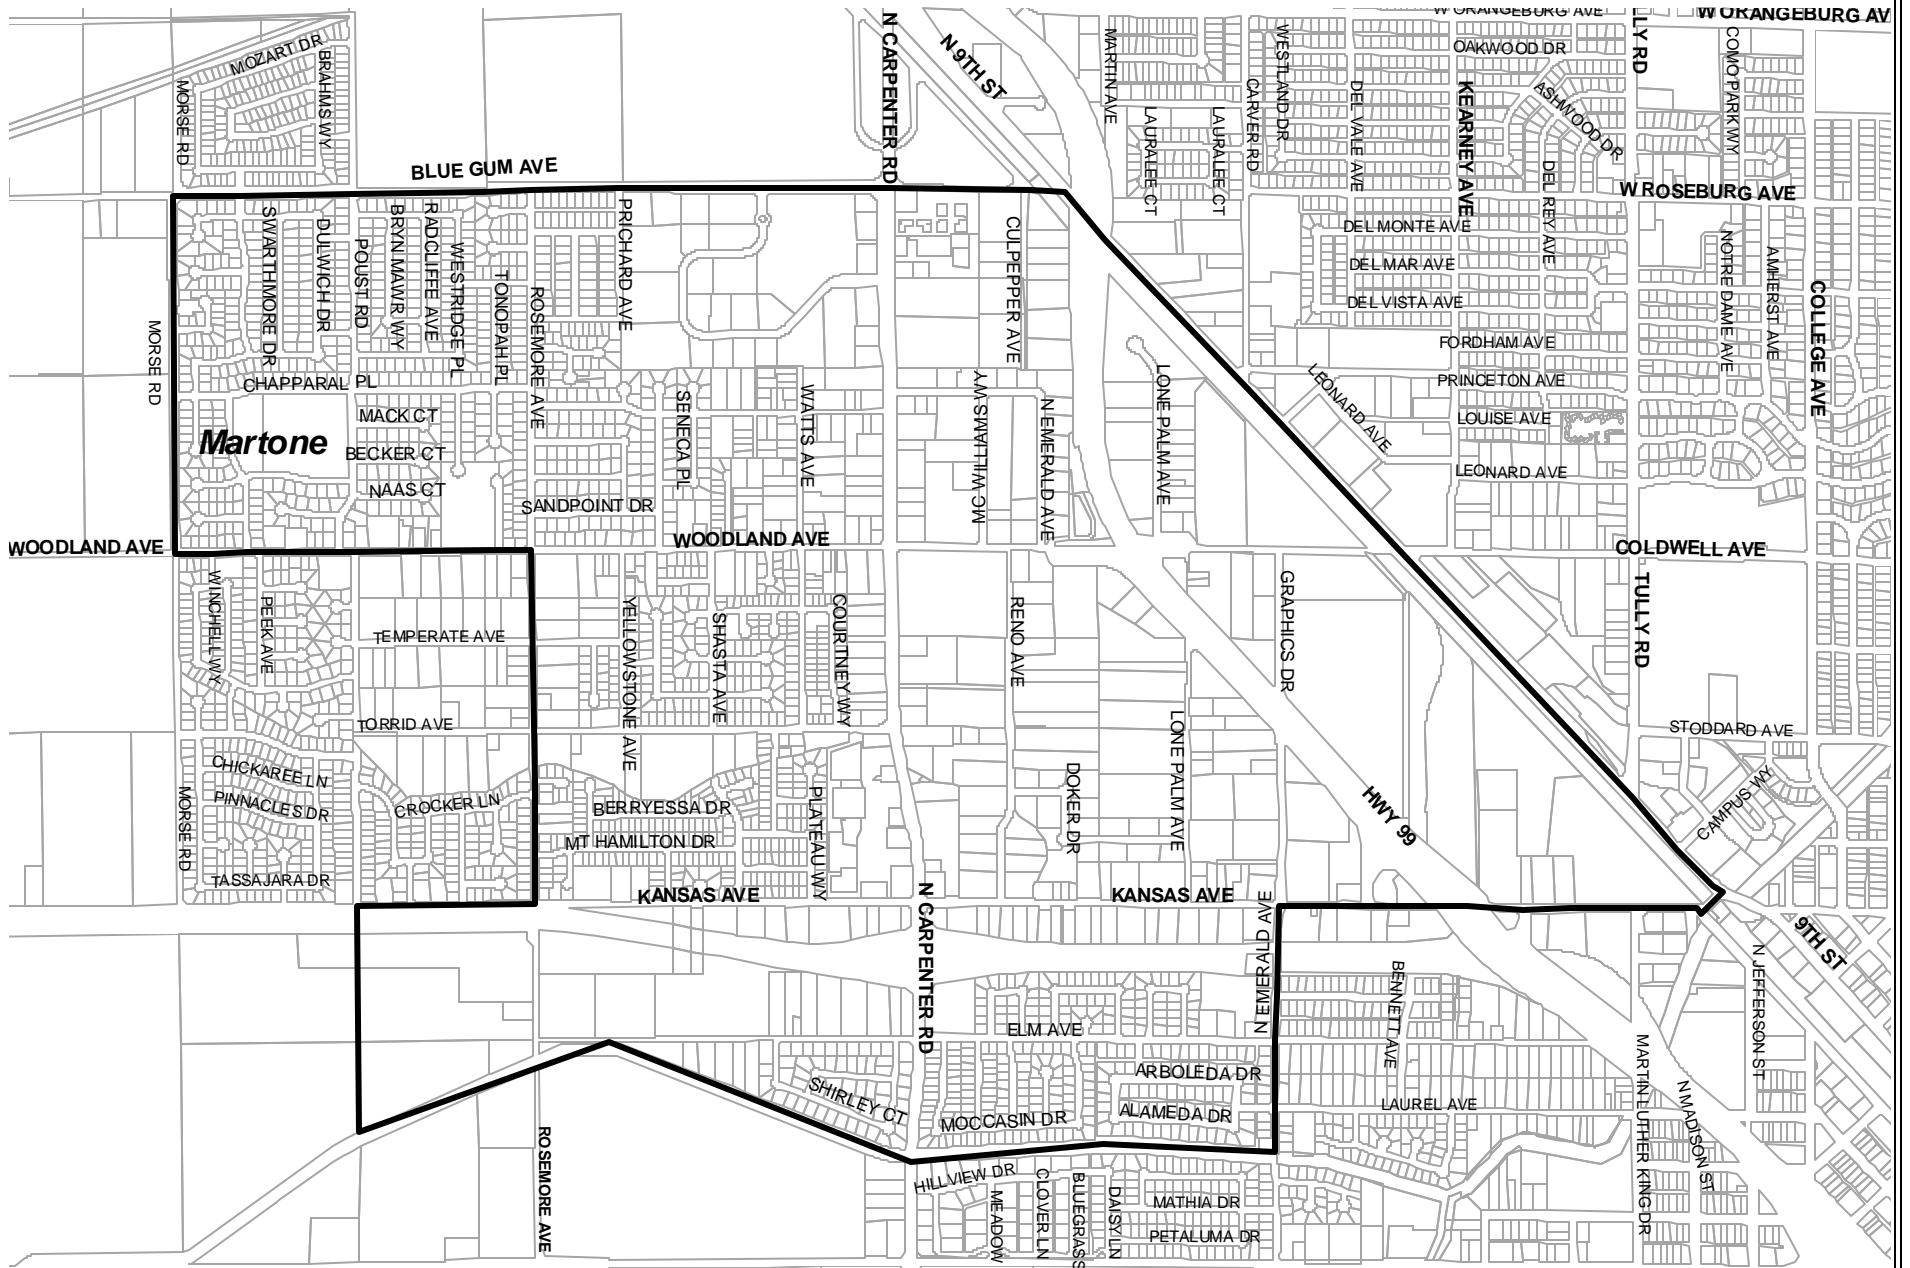 W ORANGEBURG AVE
W ORANGEBURG AV
MOZART DR
BRAHMS WY
MORSE RD
N CARPENTER RD
N 9TH ST
MARTIN AVE
LAURALEE CT
LAURALEE CT
CARVER RD
WESTLAND DR
DEL VALE AVE
OAKWOOD DR
KEARNEY AVE
ASHWOOD DR
DEL REY AVE
LLY RD
COMO PARK WY
BLUE GUM AVE
W ROSEBURG AVE
SWARTHMORE DR
DULWICH DR
POUST RD
BRYN MAWR WY
RADCLIFFE AVE
WESTRIDGE PL
TONOPAH PL
ROSEMORE AVE
PRICHARD AVE
CULPEPPER AVE
DEL MONTE AVE
DEL MAR AVE
DEL VISTA AVE
NOTRE DAME AVE
AMHERST AVE
COLLEGE AVE
FORDHAM AVE
MORSE RD
CHAPPARAL PL
MACK CT
Martone
BECKER CT
NAAS CT
SENECA PL
WATTS AVE
MC WILLIAMS WY
N EMERALD AVE
LONE PALM AVE
LEONARD AVE
PRINCETON AVE
LOUISE AVE
LEONARD AVE
SANDPOINT DR
WOODLAND AVE
WOODLAND AVE
COLDWELL AVE
WINCHELL WY
PEEK AVE
TEMPERATE AVE
YELLOWSTONE AVE
SHASTA AVE
COURTNEY WY
RENO AVE
GRAPHICS DR
TULLY RD
TORRID AVE
LONE PALM AVE
STODDARD AVE
CHICKAREE LN
PINNACLES DR
CROCKER LN
MORSE RD
BERRYESSA DR
MT HAMILTON DR
PLATEAU WY
DOKER DR
HWY 99
CAMPUS WY
TASSAJARA DR
KANSAS AVE
KANSAS AVE
N CARPENTER RD
N EMERALD AVE
9TH ST
BENNETT AVE
N JEFFERSON ST
ELM AVE
ARBOLEDA DR
SHIRLEY CT
MOCCASIN DR
ALAMEDA DR
LAUREL AVE
MARTIN LUTHER KING DR
N MADISON ST
ROSEMORE AVE
HILLVIEW DR
MEADOW
CLOVER LN
BLUEGRASS
DAISY LN
MATHIA DR
PETALUMA DR